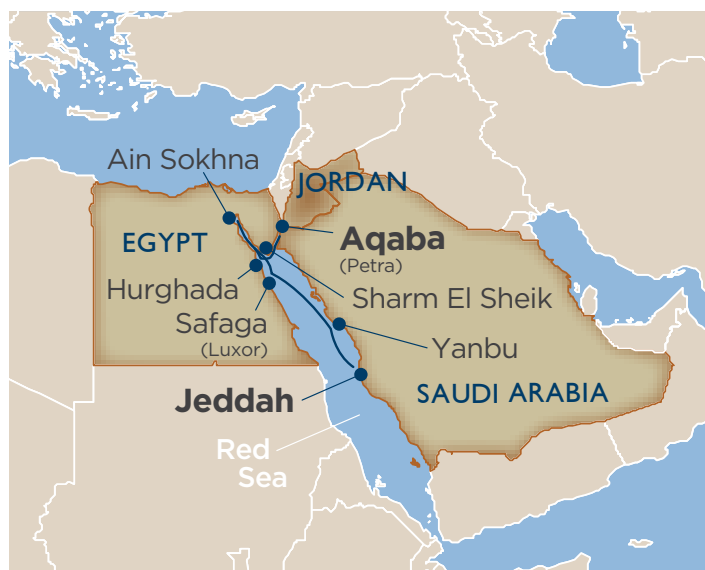 Ain Sokhna
JORDAN
EGYPT
Aqaba
(Petra)
Hurghada
Sharm El Sheik
Safaga
(Luxor)
Yanbu
Jeddah
SAUDI ARABIA
Red
Sea